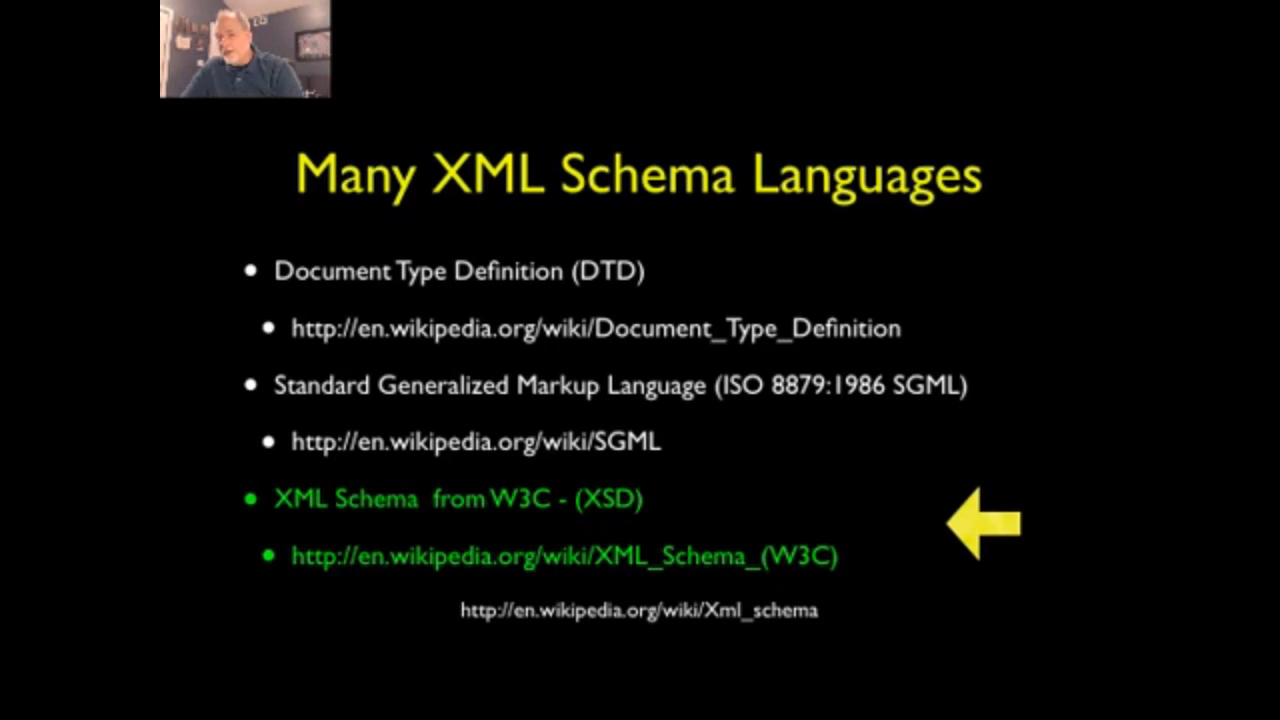 Many XML Schema Languages
• Document Type Definition (DTD)
• http://en.wikipedia.org/wiki/Document_Type_Definition
• Standard Generalized Markup Language (ISO 8879:1986 SGML)
• http://en.wikipedia.org/wiki/SGML
• XML Schema from W3C - (XSD)
• http://en.wikipedia.org/wiki/XML_Schema_(W3C)
http://en.wikipedia.org/wiki/Xml_schema